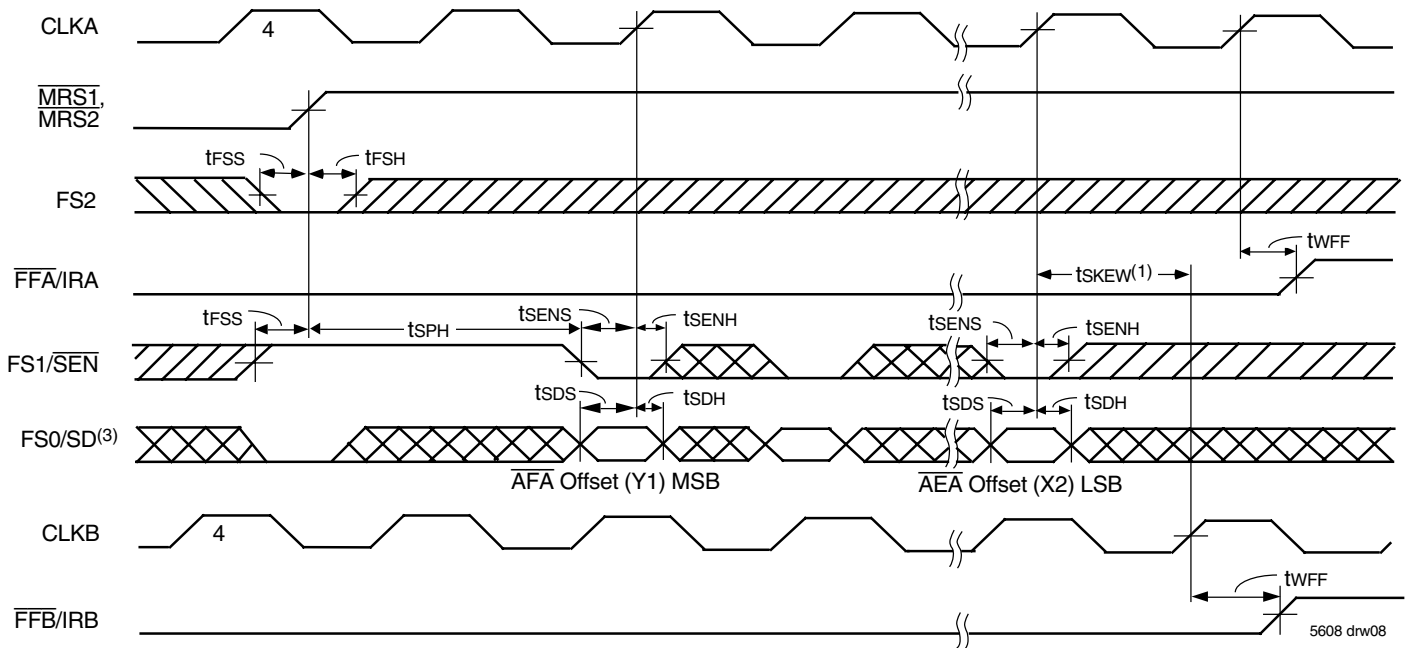 CLKA
4
MRS1,
MRS2
tFSS
tFSH
FS2
tWFF
FFA/IRA
tSKEW(1)
tFSS
tSPH
tSENS
tSENH
tSENS
tSENH
FS1/SEN
tSDS
tSDH
tSDS
tSDH
FS0/SD(3)
AFA Offset (Y1) MSB
AEA Offset (X2) LSB
CLKB
4
tWFF
FFB/IRB
5608 drw08